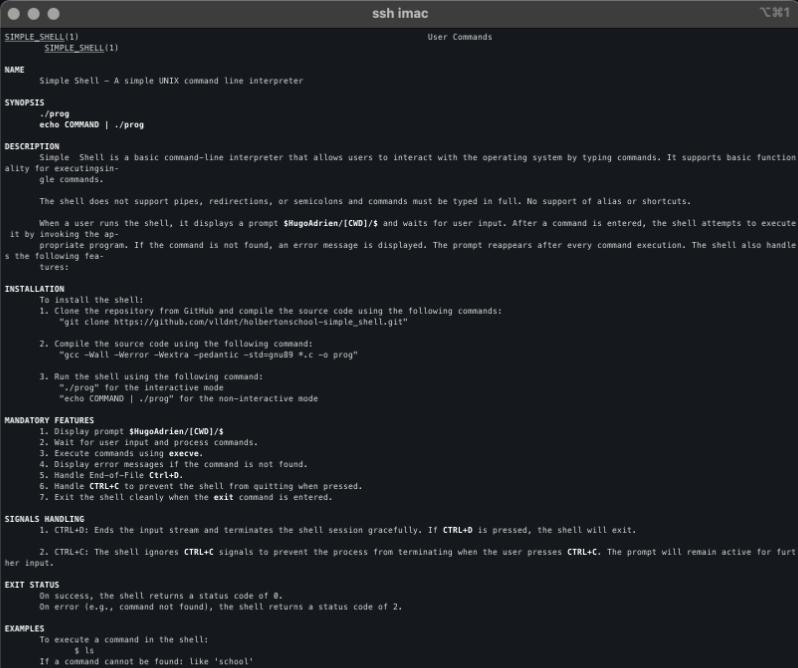 ssh imac
⌥⌘1
SIMPLE_SHELL(1) User Commands
SIMPLE_SHELL(1)
NAME
Simple Shell – A simple UNIX command line interpreter
SYNOPSIS
./prog
echo COMMAND | ./prog
DESCRIPTION
Simple  Shell is a basic command-line interpreter that allows users to interact with the operating system by typing commands. It supports basic function
ality for executingsin-
gle commands.
The shell does not support pipes, redirections, or semicolons and commands must be typed in full. No support of alias or shortcuts.
When a user runs the shell, it displays a prompt $HugoAdrien/[CWD]/$ and waits for user input. After a command is entered, the shell attempts to execute
it by invoking the ap-
propriate program. If the command is not found, an error message is displayed. The prompt reappears after every command execution. The shell also handle
s the following fea-
tures:
INSTALLATION
To install the shell:
1. Clone the repository from GitHub and compile the source code using the following commands:
"git clone https://github.com/vlldnt/holbertonschool-simple_shell.git"
2. Compile the source code using the following command:
"gcc -Wall -Werror -Wextra -pedantic -std=gnu89 *.c -o prog"
3. Run the shell using the following command:
"./prog" for the interactive mode
"echo COMMAND | ./prog" for the non-interactive mode
MANDATORY FEATURES
1. Display prompt $HugoAdrien/[CWD]/$
2. Wait for user input and process commands.
3. Execute commands using execve.
4. Display error messages if the command is not found.
5. Handle End-of-File Ctrl+D.
6. Handle CTRL+C to prevent the shell from quitting when pressed.
7. Exit the shell cleanly when the exit command is entered.
SIGNALS HANDLING
1. CTRL+D: Ends the input stream and terminates the shell session gracefully. If CTRL+D is pressed, the shell will exit.
2. CTRL+C: The shell ignores CTRL+C signals to prevent the process from terminating when the user presses CTRL+C. The prompt will remain active for furt
her input.
EXIT STATUS
On success, the shell returns a status code of 0.
On error (e.g., command not found), the shell returns a status code of 2.
EXAMPLES
To execute a command in the shell:
$ ls
If a command cannot be found: like 'school'